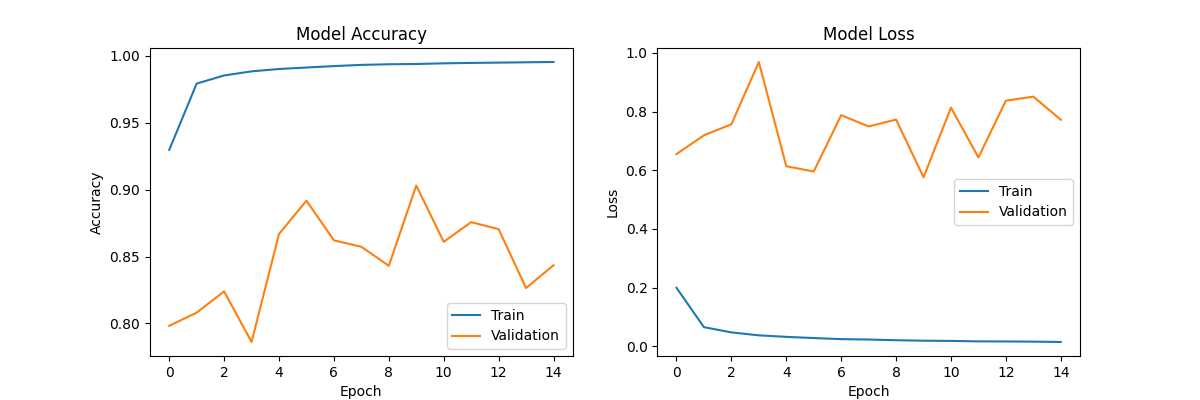 Model Accuracy
1.00
0.95
0.90
0.85
0.80
Accuracy
0 2 4 6 8 10 12 14
Epoch
Train
Validation
Model Loss
1.0
0.8
0.6
0.4
0.2
0.0
Loss
0 2 4 6 8 10 12 14
Epoch
Train
Validation